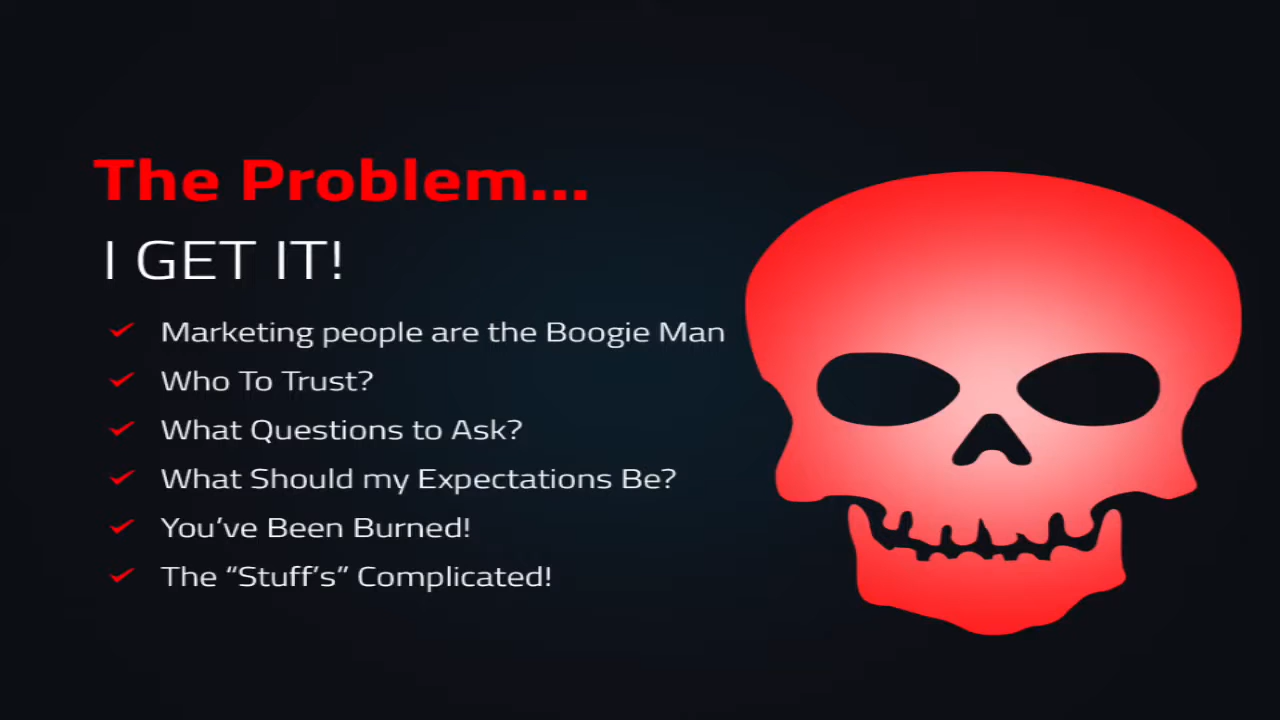 The Problem...
I GET IT!
Marketing people are the Boogie Man
Who To Trust?
What Questions to Ask?
What Should my Expectations Be?
You’ve Been Burned!
The “Stuff’s” Complicated!